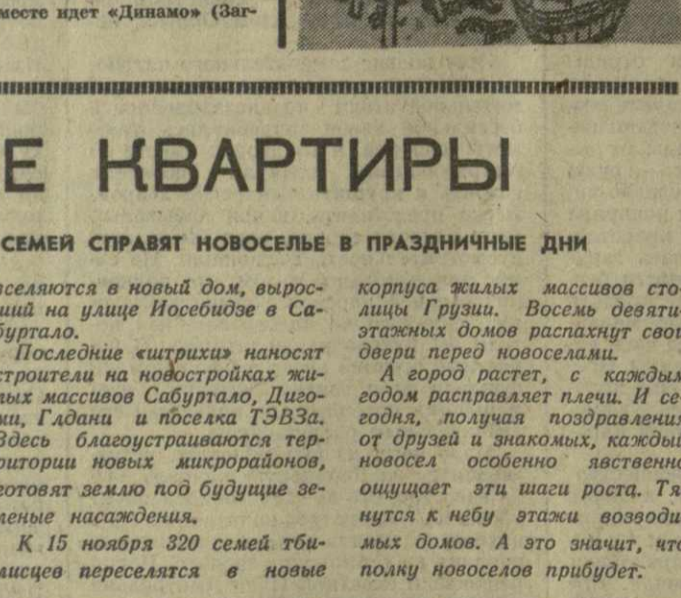 месте идет «Динамо» (Заг-
Е КВАРТИРЫ
СЕМЕЙ СПРАВЯТ НОВОСЕЛЬЕ В ПРАЗДНИЧНЫЕ ДНИ
вселяются в новый дом, вырос-
ший на улице Иосебидзе в Са-
буртало.
Последние «штрихи» наносят
строители на новостройках жи-
лых массивов Сабуртало, Диго-
ми, Глдани и поселка ТЭВЗа.
Здесь благоустраиваются тер-
ритории новых микрорайонов,
готовят землю под будущие зе-
леные насаждения.
К 15 ноября 320 семей тби-
лисцев переселятся в новые
корпуса жилых массивов сто-
лицы Грузии. Восемь девяти-
этажных домов распахнут свои
двери перед новоселами.
А город растет, с каждым
годом расправляет плечи. И се-
годня, получая поздравления
от друзей и знакомых, каждый
новосел особенно явственно
ощущает эти шаги роста. Тя-
нутся к небу этажи возводи-
мых домов. А это значит, что
полку новоселов прибудет.